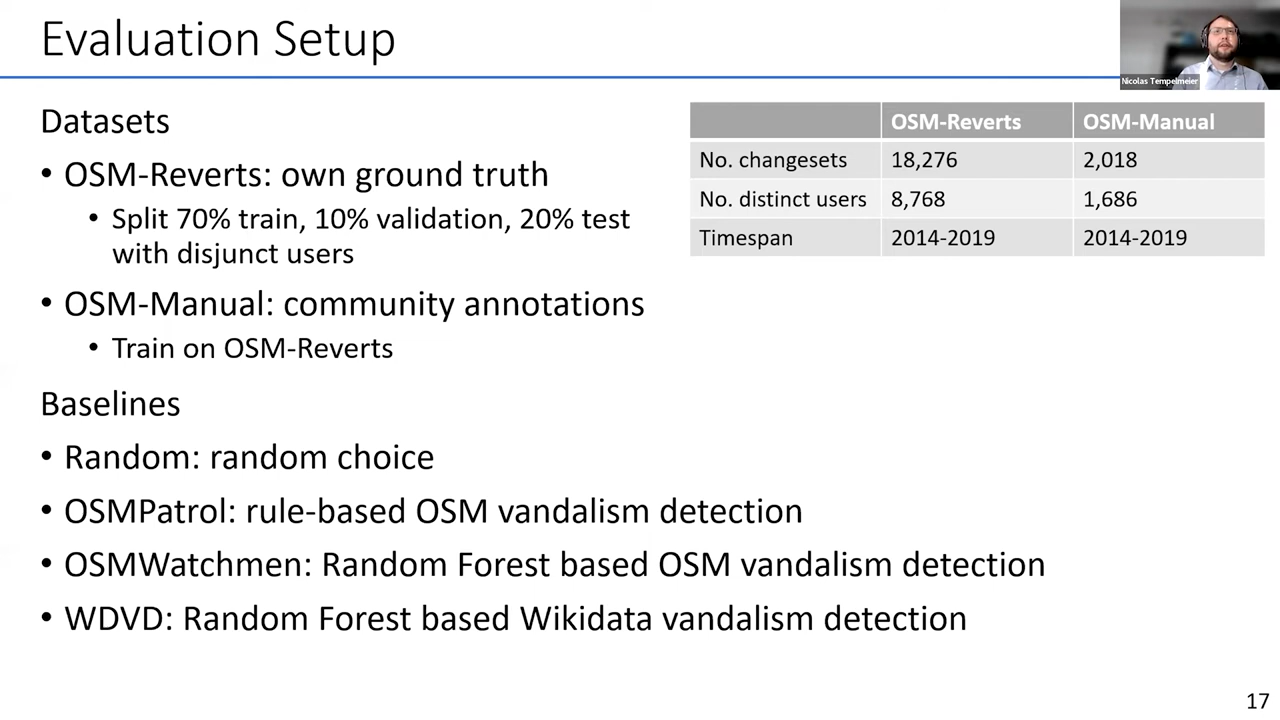 Evaluation Setup
Nicolas Tempelmeier
Datasets
• OSM-Reverts: own ground truth
• Split 70% train, 10% validation, 20% test
with disjunct users
• OSM-Manual: community annotations
• Train on OSM-Reverts
OSM-Reverts OSM-Manual
No. changesets 18,276 2,018
No. distinct users 8,768 1,686
Timespan 2014-2019 2014-2019
Baselines
• Random: random choice
• OSMPatrol: rule-based OSM vandalism detection
• OSMWatchmen: Random Forest based OSM vandalism detection
• WDVD: Random Forest based Wikidata vandalism detection
17